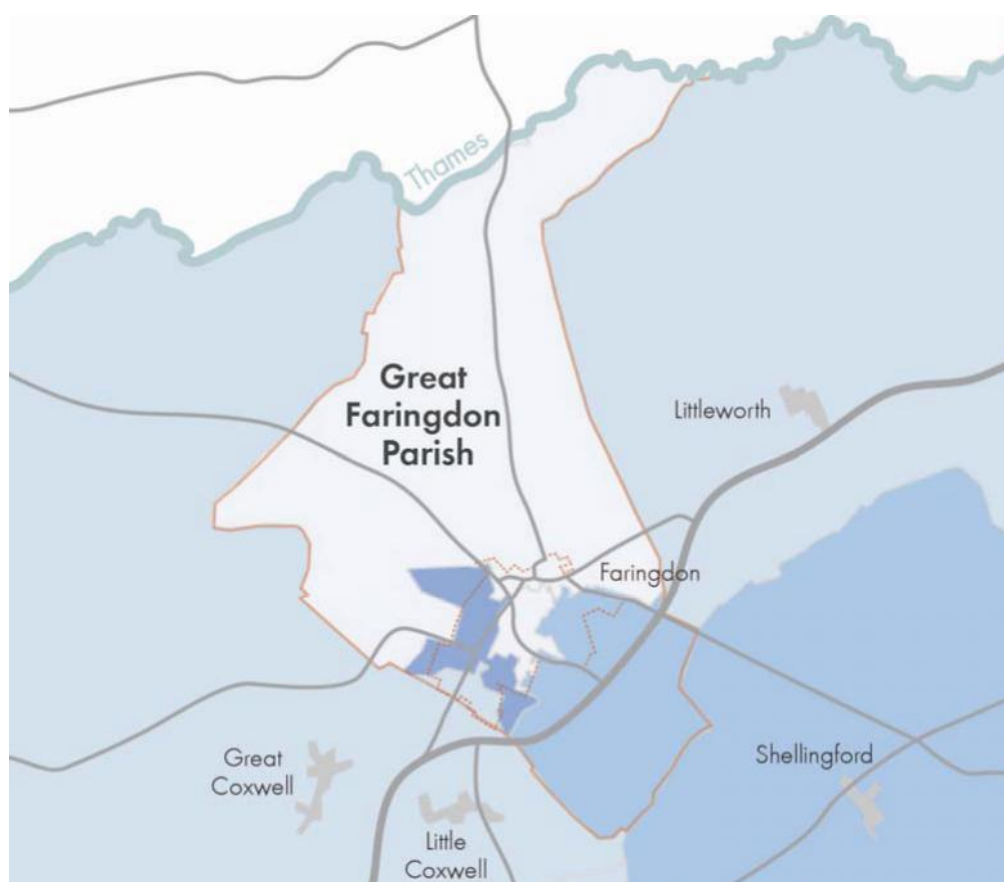 Thames
Great
Faringdon
Parish
Littleworth
Faringdon
Great
Coxwell
Little
Coxwell
Shellingford